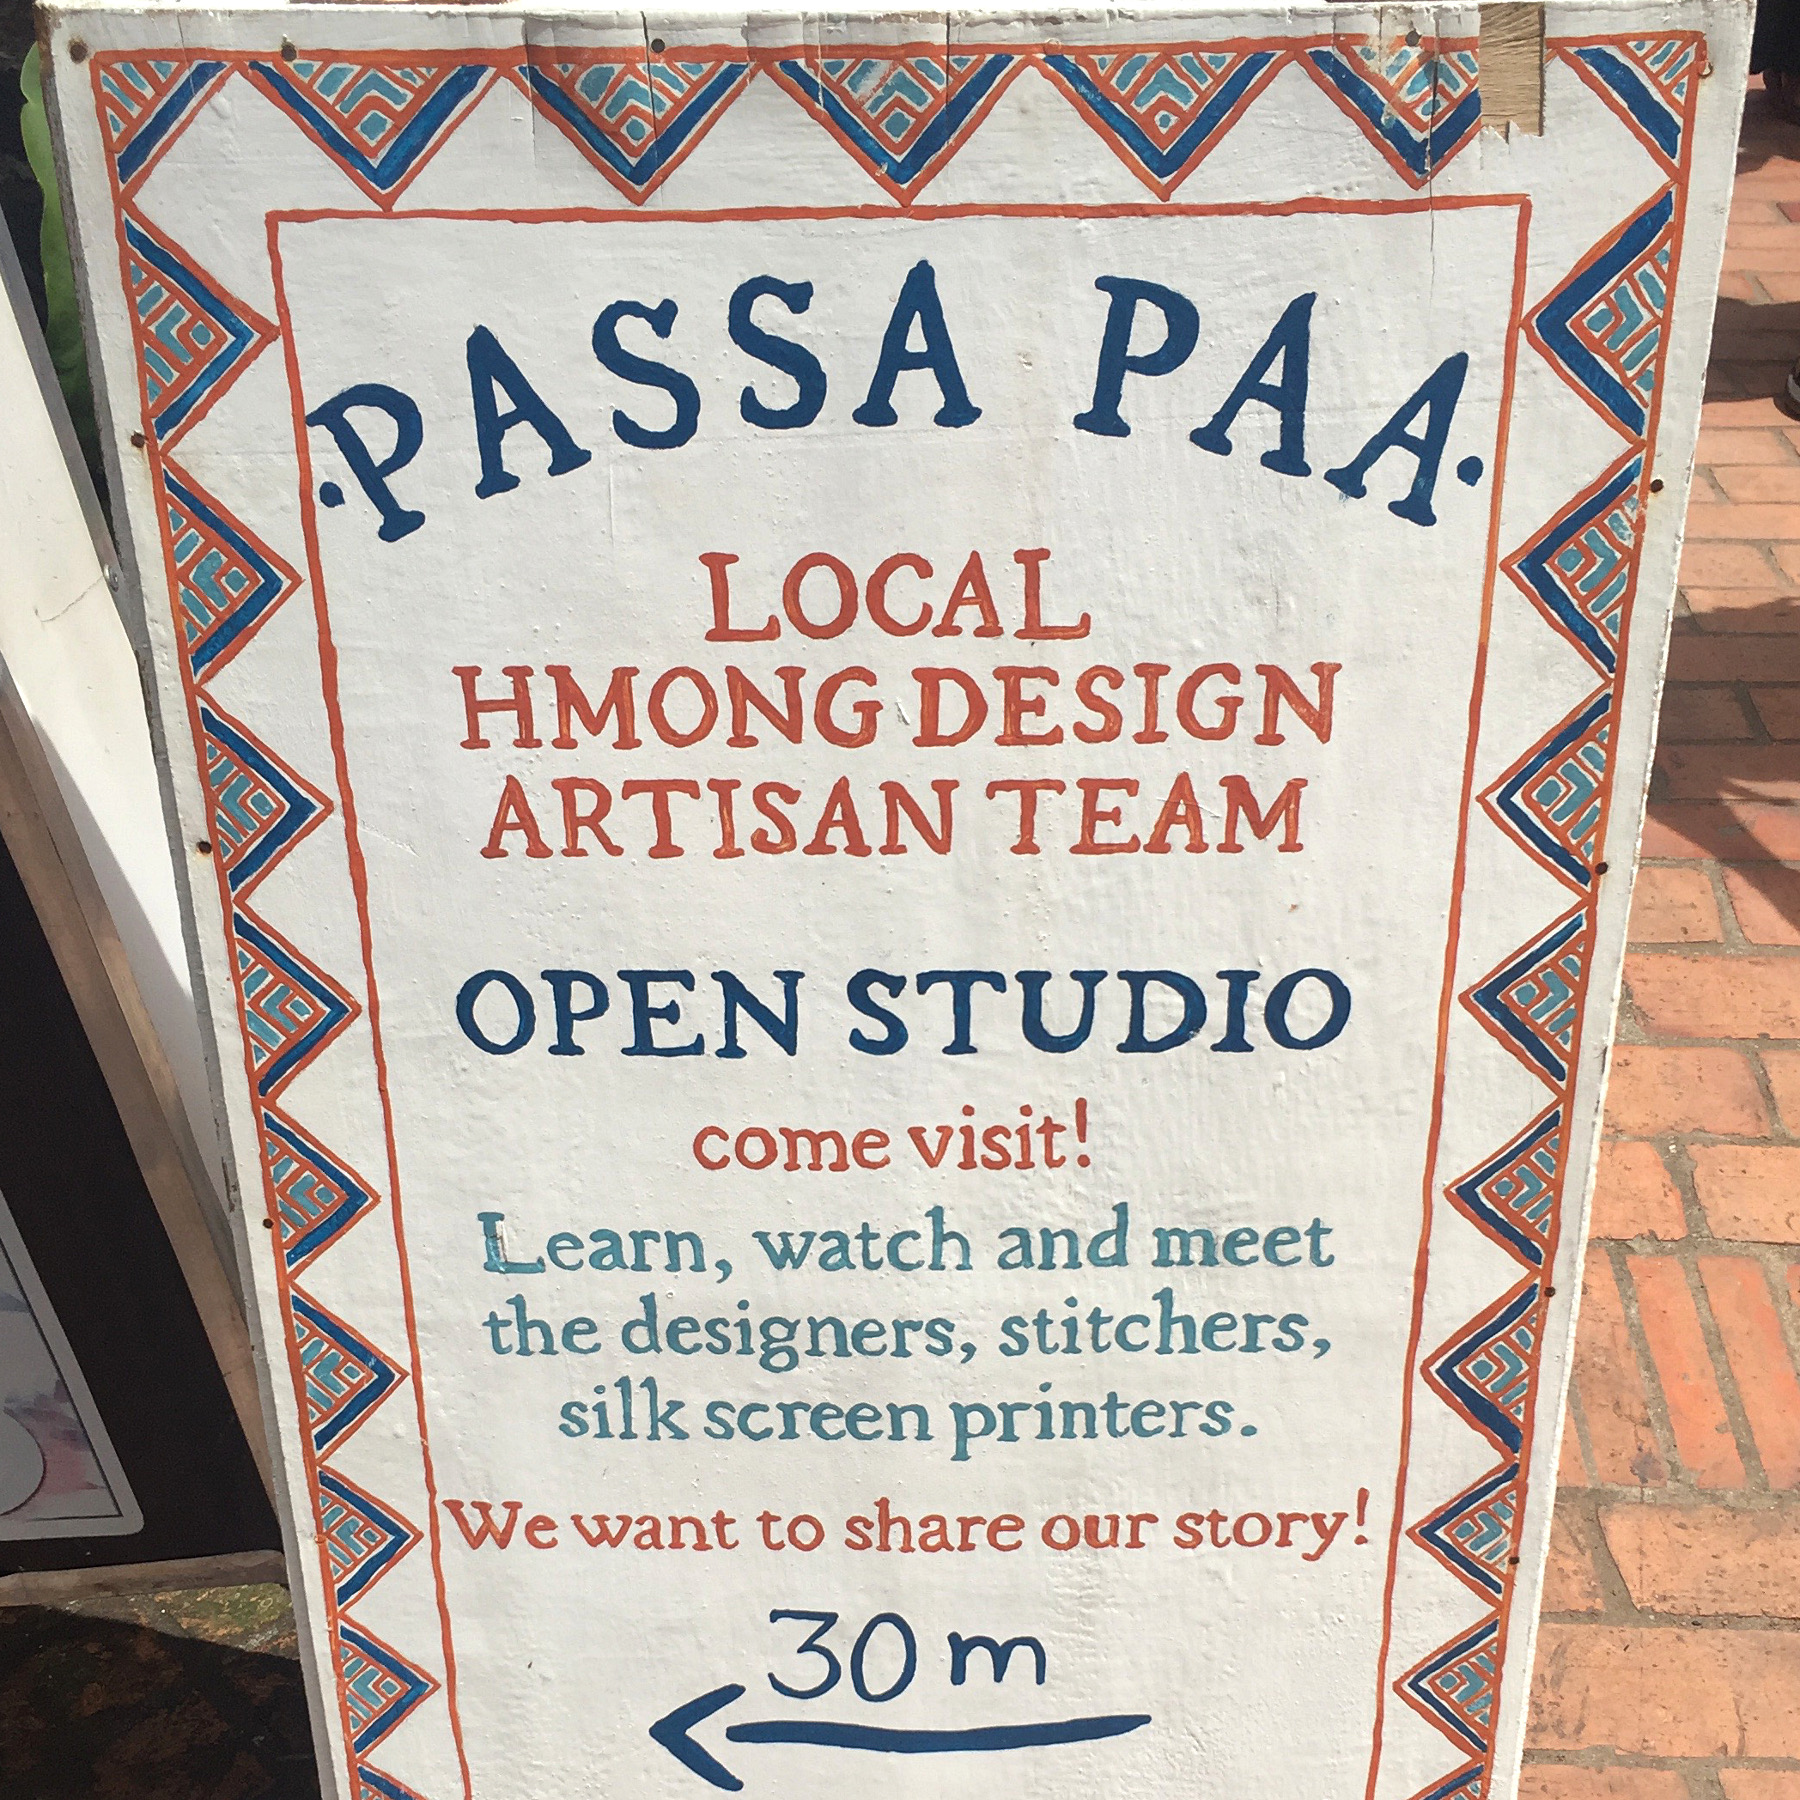 ·PASSA PAA·
LOCAL
HMONG DESIGN
ARTISAN TEAM
OPEN STUDIO
come visit!
Learn, watch and meet
the designers, stitchers,
silk screen printers.
We want to share our story!
30 m